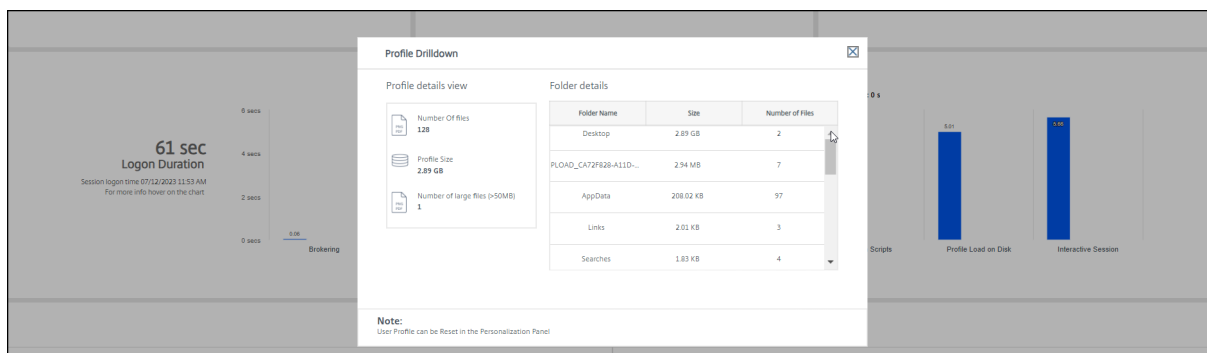 Profile Drilldown
Profile details view
Number Of files
128
Profile Size
2.89 GB
Number of large files (>50MB)
1
Folder details
Folder Name Size Number of Files
Desktop 2.89 GB 2
PLOAD_CA72F828-A11D-... 2.94 MB 7
AppData 208.02 KB 97
Links 2.01 KB 3
Searches 1.83 KB 4
Note:
User Profile can be Reset in the Personalization Panel
61 sec
Logon Duration
Session logon time 07/12/2023 11:53 AM
For more info hover on the chart
6 secs
4 secs
2 secs
0 secs
0.06
Brokering
: 0 s
5.01
Scripts Profile Load on Disk Interactive Session